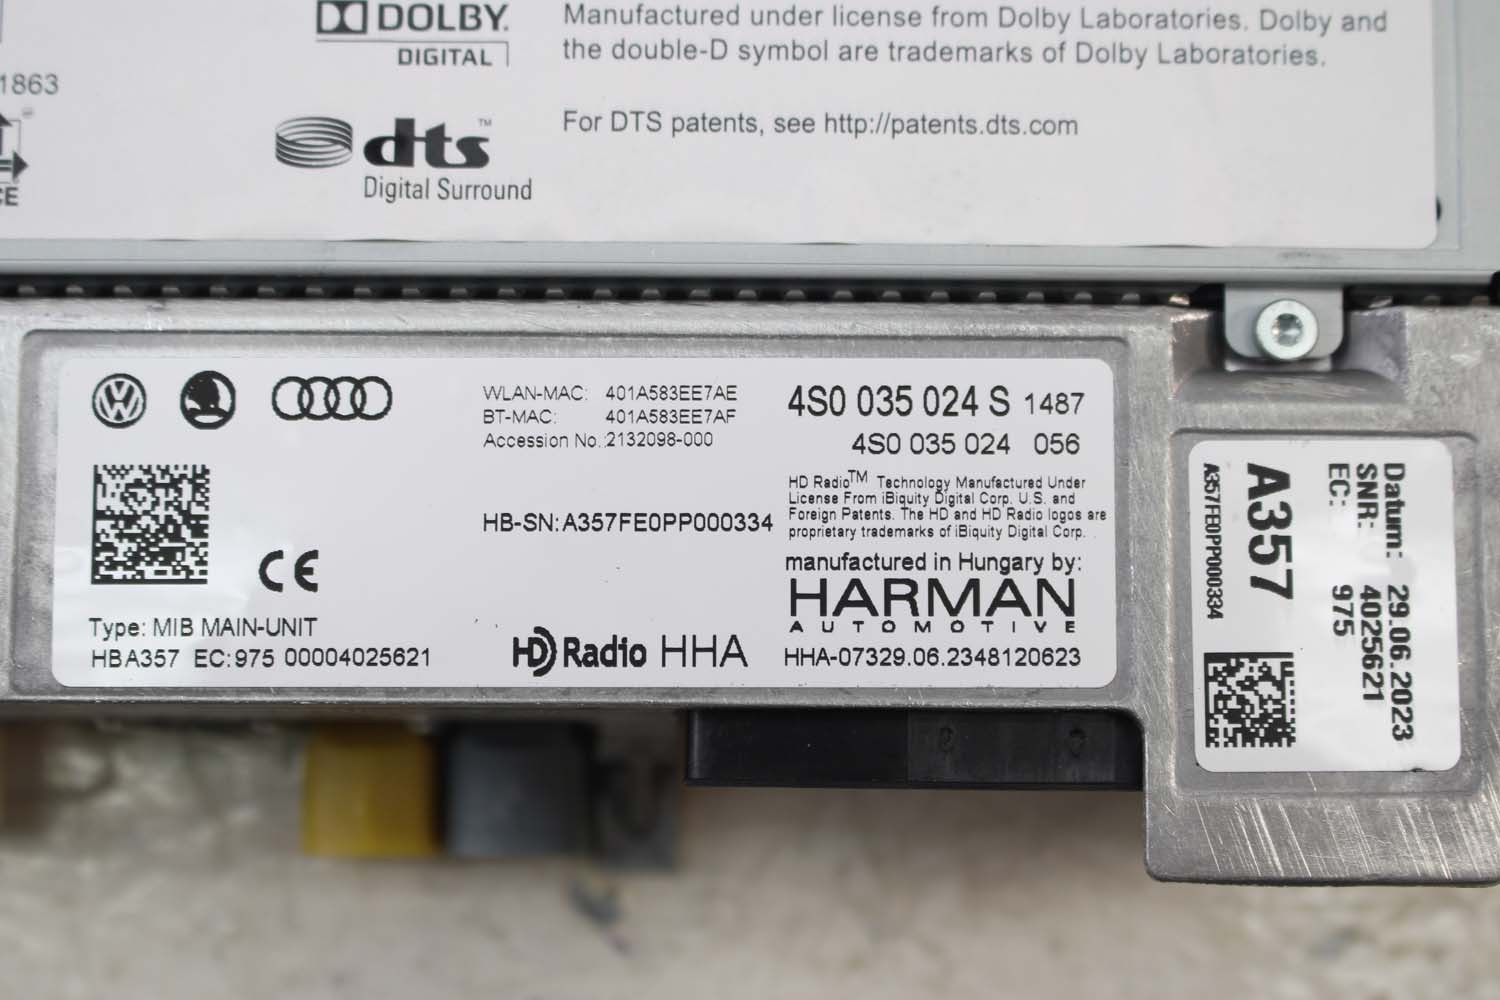 DOLBY
DIGITAL
Manufactured under license from Dolby Laboratories. Dolby and
the double-D symbol are trademarks of Dolby Laboratories.
1863
dts™
Digital Surround
For DTS patents, see http://patents.dts.com
CE
WLAN-MAC: 401A583EE7AE
BT-MAC: 401A583EE7AF
Accession No.:2132098-000
4S0 035 024 S 1487
4S0 035 024 056
HD Radio™ Technology Manufactured Under
License From iBiquity Digital Corp. U.S. and
Foreign Patents. The HD and HD Radio logos are
proprietary trademarks of iBiquity Digital Corp.
HB-SN:A357FE0PP000334
CE
manufactured in Hungary by:
HARMAN
AUTOMOTIVE
Type: MIB MAIN-UNIT
HBA357 EC:975 00004025621
HD Radio HHA
HHA-07329.06.2348120623
Datum: 29.06.2023
SNR: 4025621
EC: 975
A357
A357FE0PP000334